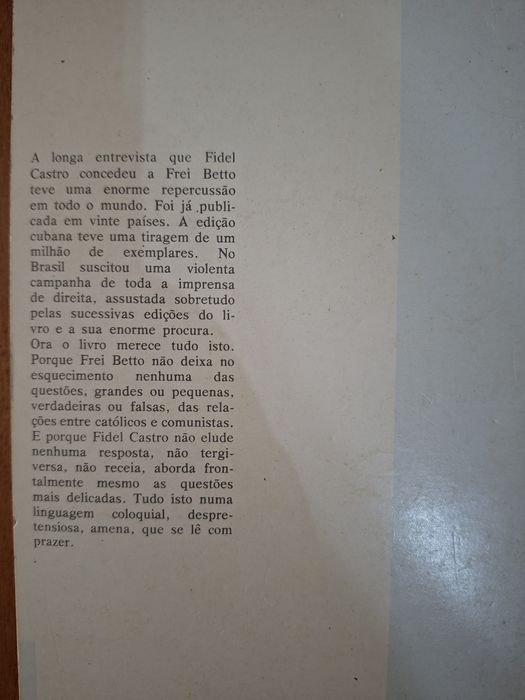 A longa entrevista que Fidel
Castro concedeu a Frei Betto
teve uma enorme repercussão
em todo o mundo. Foi já publi-
cada em vinte países. A edição
cubana teve uma tiragem de um
milhão de exemplares. No
Brasil suscitou uma violenta
campanha de toda a imprensa
de direita, assustada sobretudo
pelas sucessivas edições do li-
vro e a sua enorme procura.
Ora o livro merece tudo isto.
Porque Frei Betto não deixa no
esquecimento nenhuma das
questões, grandes ou pequenas,
verdadeiras ou falsas, das rela-
ções entre católicos e comunistas.
E porque Fidel Castro não elude
nenhuma resposta, não tergi-
versa, não receia, aborda fron-
talmente mesmo as questões
mais delicadas. Tudo isto numa
linguagem coloquial, despre-
tensiosa, amena, que se lê com
prazer.